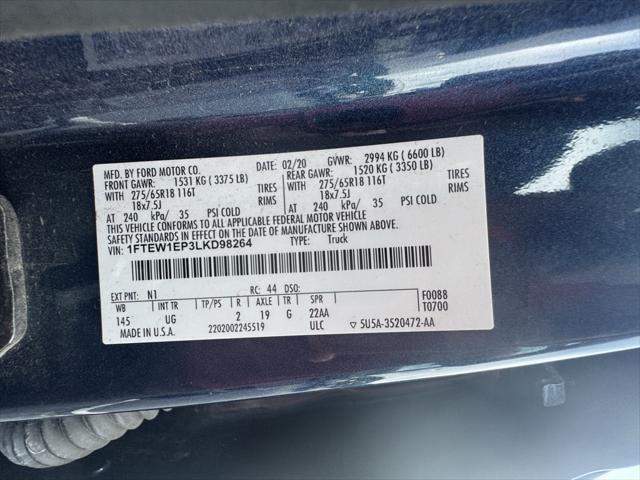 MFD. BY FORD MOTOR CO. DATE: 02/20 GVWR: 2994 KG ( 6600 LB)
FRONT GAWR: 1531 KG ( 3375 LB) REAR GAWR: 1520 KG ( 3350 LB)
WITH 275/65R18 116T TIRES WITH 275/65R18 116T TIRES
18x7.5J RIMS 18x7.5J RIMS
AT 240 kPa/ 35 PSI COLD AT 240 kPa/ 35 PSI COLD
THIS VEHICLE CONFORMS TO ALL APPLICABLE FEDERAL MOTOR VEHICLE
SAFETY STANDARDS IN EFFECT ON THE DATE OF MANUFACTURE SHOWN ABOVE.
VIN: 1FTEW1EP3LKD98264 TYPE: Truck
EXT PNT: N1 RC: 44 DSO: F0088
WB INT TR TP/PS R AXLE TR SPR T0700
145 UG 2 19 G 22AA
MADE IN U.S.A. 2202002245519 ULC ▽ 5U5A-3520472-AA